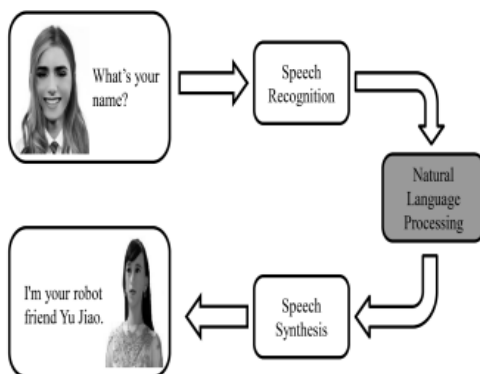 What's your
name?
Speech
Recognition
Natural
Language
Processing
I'm your robot
friend Yu Jiao.
Speech
Synthesis